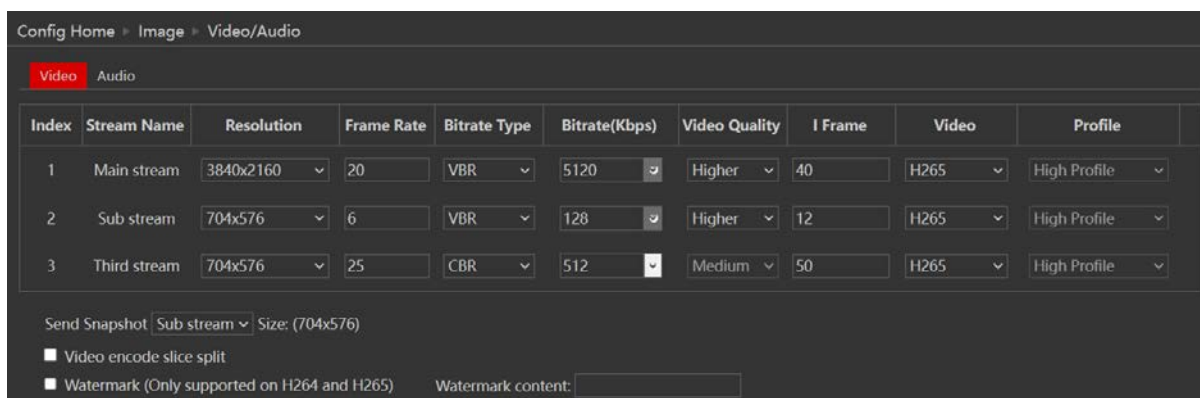 Config Home Image Video/Audio
Video Audio
Index Stream Name Resolution Frame Rate Bitrate Type Bitrate(Kbps) Video Quality I Frame Video Profile
1 Main stream 3840x2160 20 VBR 5120 Higher 40 H265 High Profile
2 Sub stream 704x576 6 VBR 128 Higher 12 H265 High Profile
3 Third stream 704x576 25 CBR 512 Medium 50 H265 High Profile
Send Snapshot Sub stream Size: (704x576)
Video encode slice split
Watermark (Only supported on H264 and H265) Watermark content: